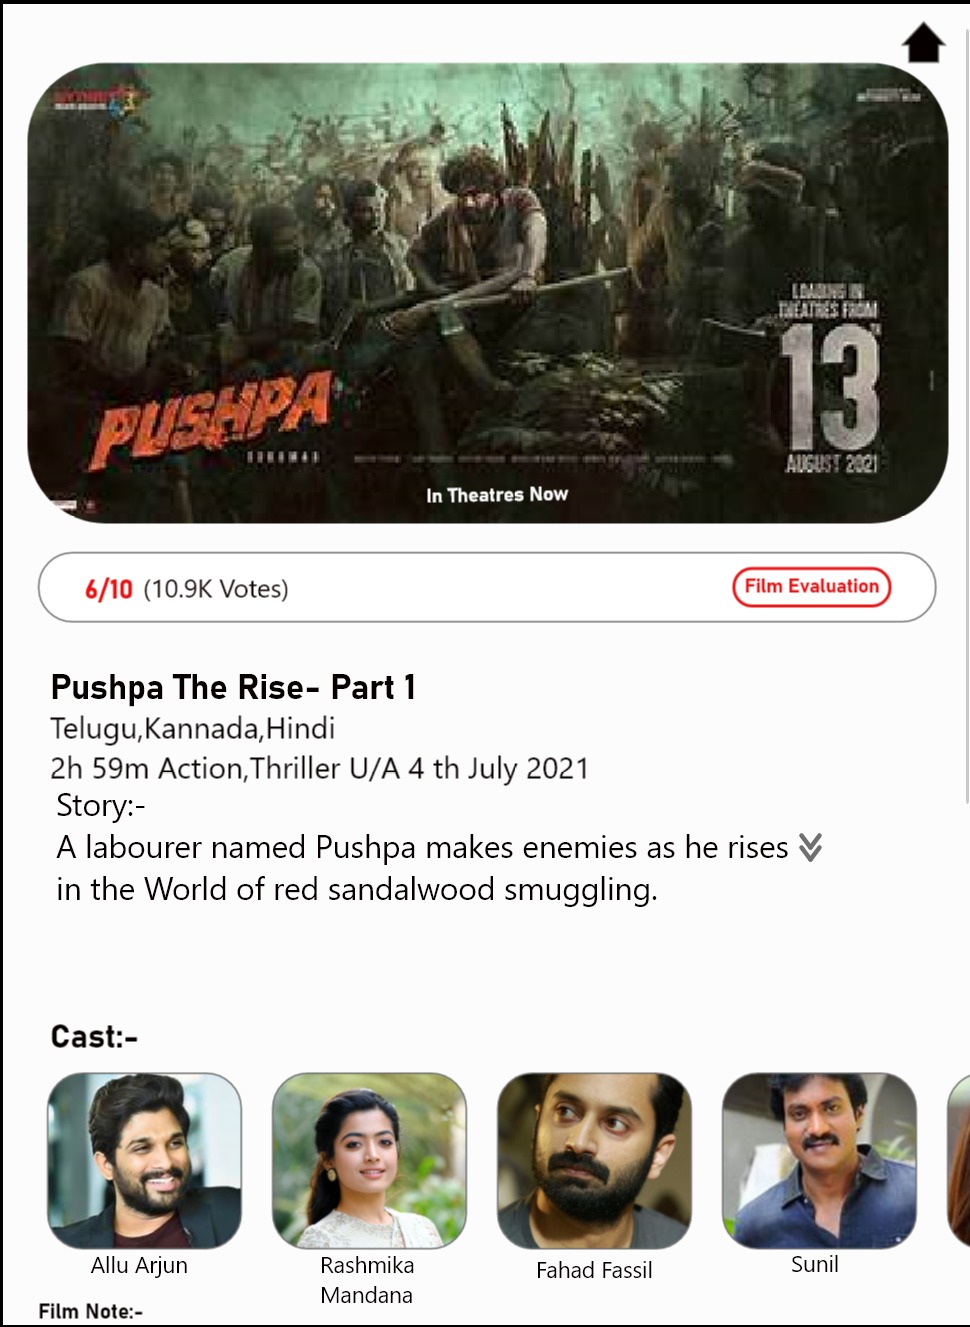 LOADING IN
THEATRES FROM
13TH
AUGUST 2021
PUSHPA
In Theatres Now
6/10 (10.9K Votes)
Film Evaluation
Pushpa The Rise- Part 1
Telugu,Kannada,Hindi
2h 59m Action,Thriller U/A 4 th July 2021
Story:-
A labourer named Pushpa makes enemies as he rises
in the World of red sandalwood smuggling.
Cast:-
Allu Arjun
Rashmika
Mandana
Fahad Fassil
Sunil
Film Note:-